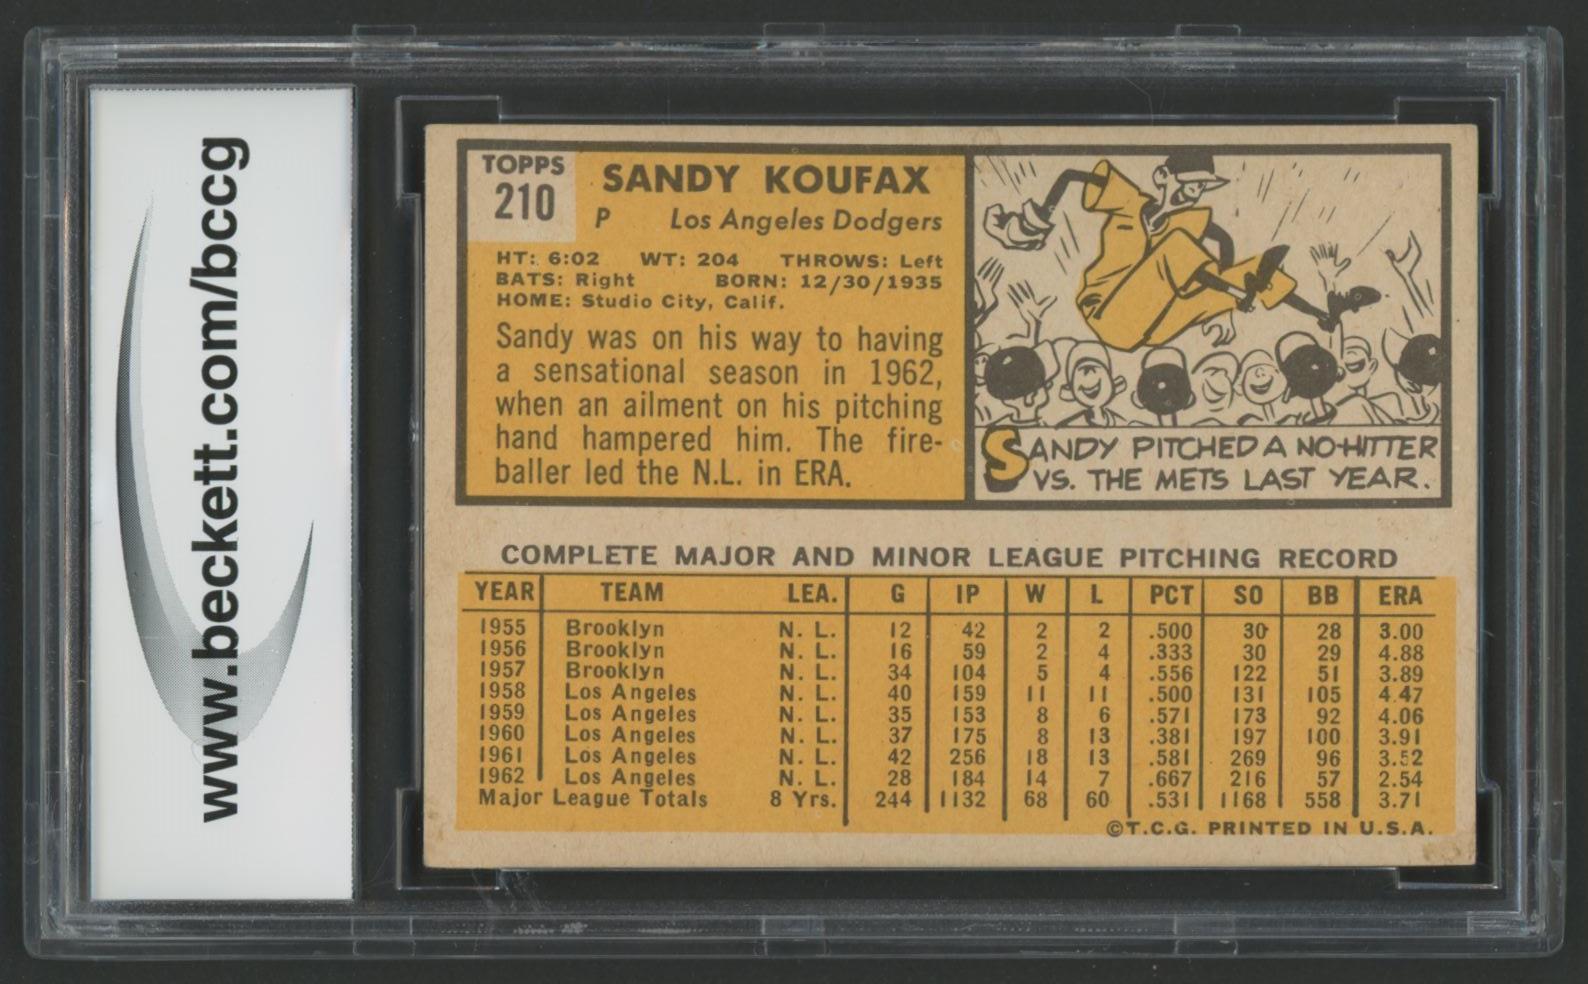 www.beckett.com/bccg
TOPPS
210
SANDY KOUFAX
P Los Angeles Dodgers
HT: 6:02 WT: 204 THROWS: Left
BATS: Right BORN: 12/30/1935
HOME: Studio City, Calif.
Sandy was on his way to having
a sensational season in 1962,
when an ailment on his pitching
hand hampered him. The fire-
baller led the N.L. in ERA.
SANDY PITCHED A NO-HITTER
VS. THE METS LAST YEAR.
COMPLETE MAJOR AND MINOR LEAGUE PITCHING RECORD
YEAR TEAM LEA. G IP W L PCT SO BB ERA
1955 Brooklyn N. L. 12 42 2 2 .500 30 28 3.00
1956 Brooklyn N. L. 16 59 2 4 .333 30 29 4.88
1957 Brooklyn N. L. 34 104 5 4 .556 122 51 3.89
1958 Los Angeles N. L. 40 159 11 11 .500 131 105 4.47
1959 Los Angeles N. L. 35 153 8 6 .571 173 92 4.06
1960 Los Angeles N. L. 37 175 8 13 .381 197 100 3.91
1961 Los Angeles N. L. 42 256 18 13 .581 269 96 3.52
1962 Los Angeles N. L. 28 184 14 7 .667 216 57 2.54
Major League Totals 8 Yrs. 244 1132 68 60 .531 1168 558 3.71
©T.C.G. PRINTED IN U.S.A.